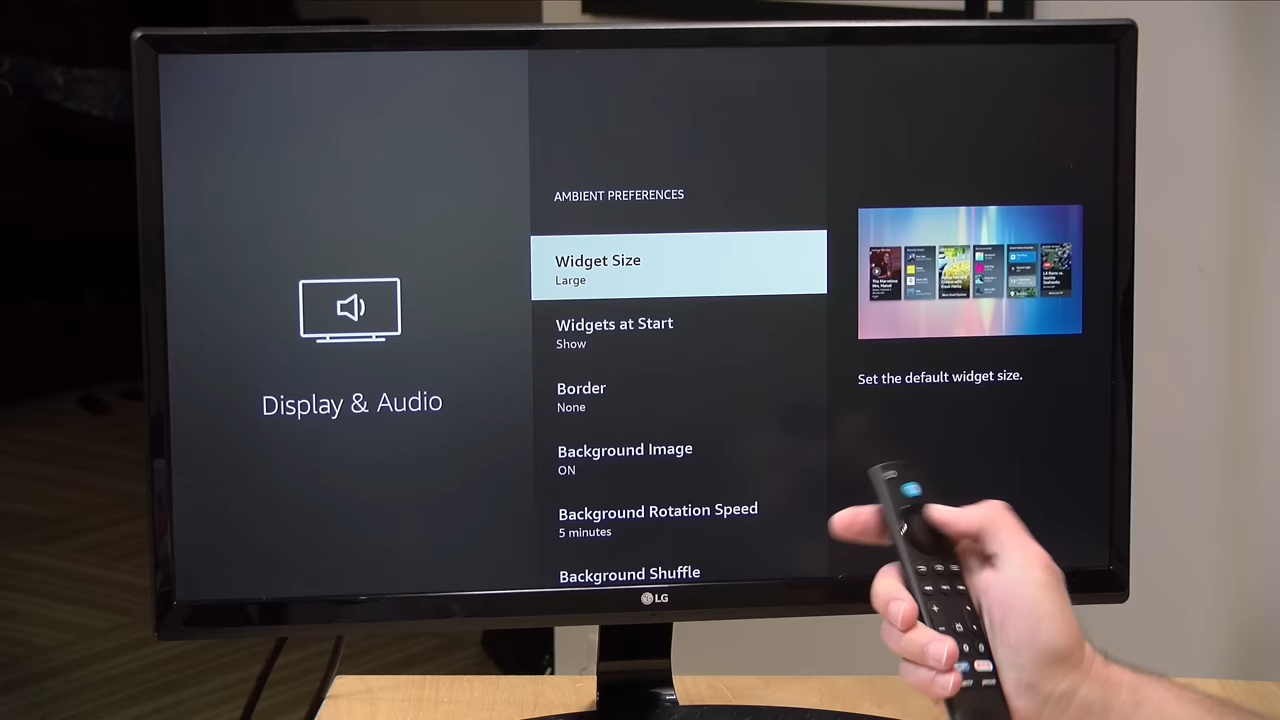 AMBIENT PREFERENCES
Widget Size
Large
Widgets at Start
Show
Border
None
Background Image
ON
Background Rotation Speed
5 minutes
Background Shuffle
Display & Audio
Set the default widget size.
LG